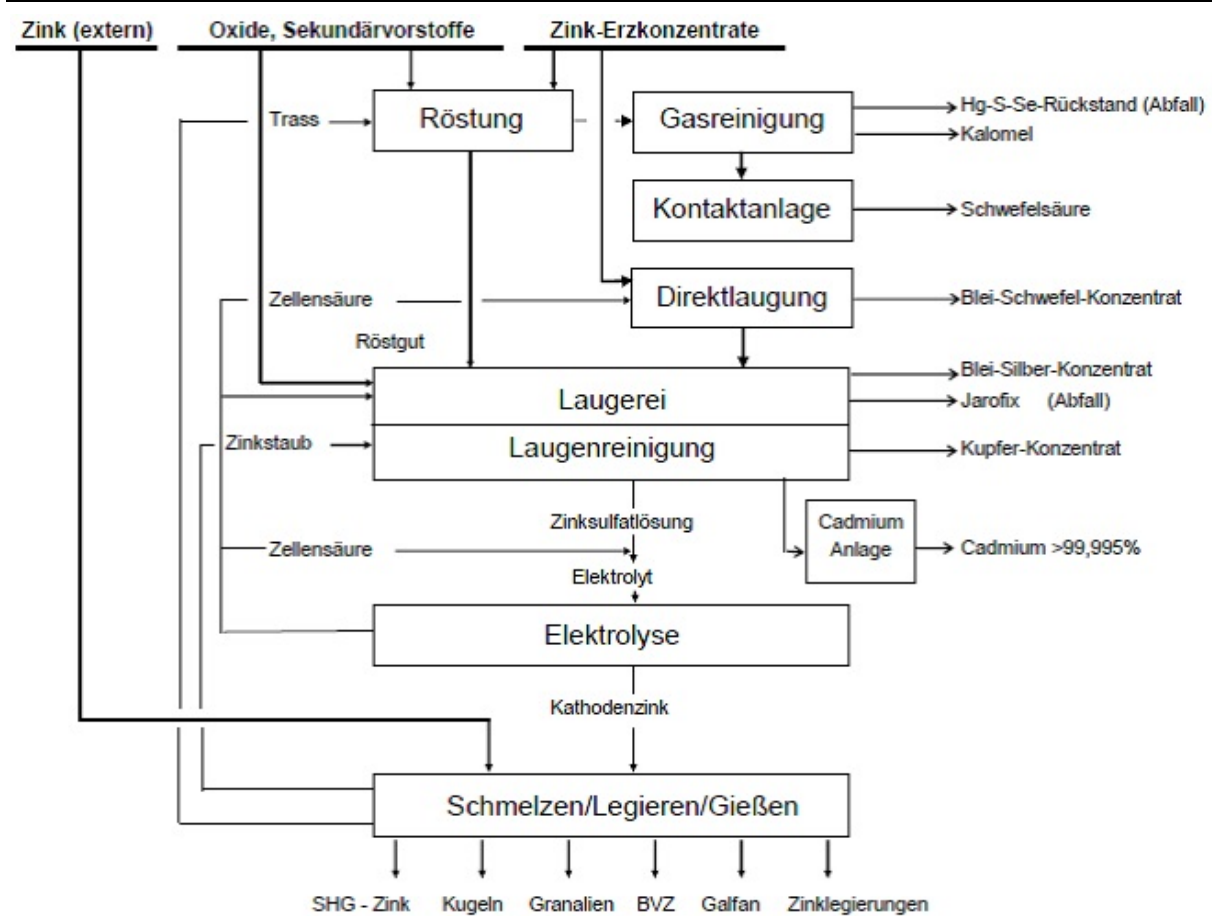 Zink (extern) Oxide, Sekundärvorstoffe Zink-Erzkonzentrate
Trass Röstung Gasreinigung Hg-S-Se-Rückstand (Abfall)
Kalomel
Kontaktanlage Schwefelsäure
Zellensäure Direktlaugung Blei-Schwefel-Konzentrat
Röstgut
Blei-Silber-Konzentrat
Laugerei Jarofix (Abfall)
Zinkstaub Laugenreinigung Kupfer-Konzentrat
Zinksulfatlösung Cadmium
Zellensäure Anlage Cadmium >99,995%
Elektrolyt
Elektrolyse
Kathodenzink
Schmelzen/Legieren/Gießen
SHG - Zink Kugeln Granalien BVZ Galfan Zinklegierungen